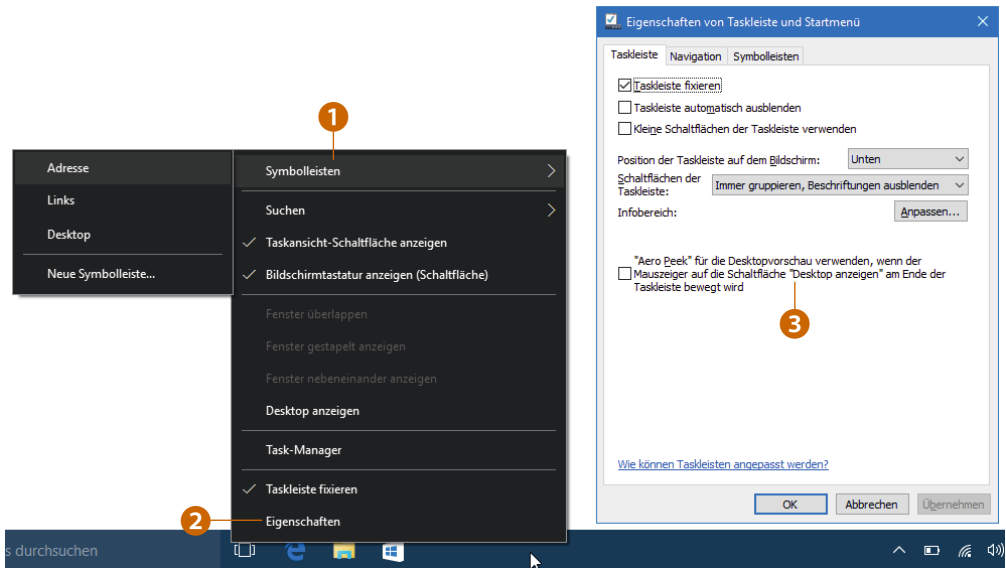 1
Adresse
Links
Desktop
Neue Symbolleiste...
Symbolleisten
Suchen
Taskansicht-Schaltfläche anzeigen
Bildschirmtastatur anzeigen (Schaltfläche)
Fenster überlappen
Fenster gestapelt anzeigen
Fenster nebeneinander anzeigen
Desktop anzeigen
Task-Manager
Taskleiste fixieren
2
Eigenschaften
s durchsuchen
Eigenschaften von Taskleiste und Startmenü
Taskleiste Navigation Symbolleisten
Taskleiste fixieren
Taskleiste automatisch ausblenden
Kleine Schaltflächen der Taskleiste verwenden
Position der Taskleiste auf dem Bildschirm: Unten
Schaltflächen der
Taskleiste: Immer gruppieren, Beschriftungen ausblenden
Infobereich: Anpassen...
"Aero Peek" für die Desktopvorschau verwenden, wenn der
Mauszeiger auf die Schaltfläche "Desktop anzeigen" am Ende der
Taskleiste bewegt wird
3
Wie können Taskleisten angepasst werden?
OK Abbrechen Übernehmen